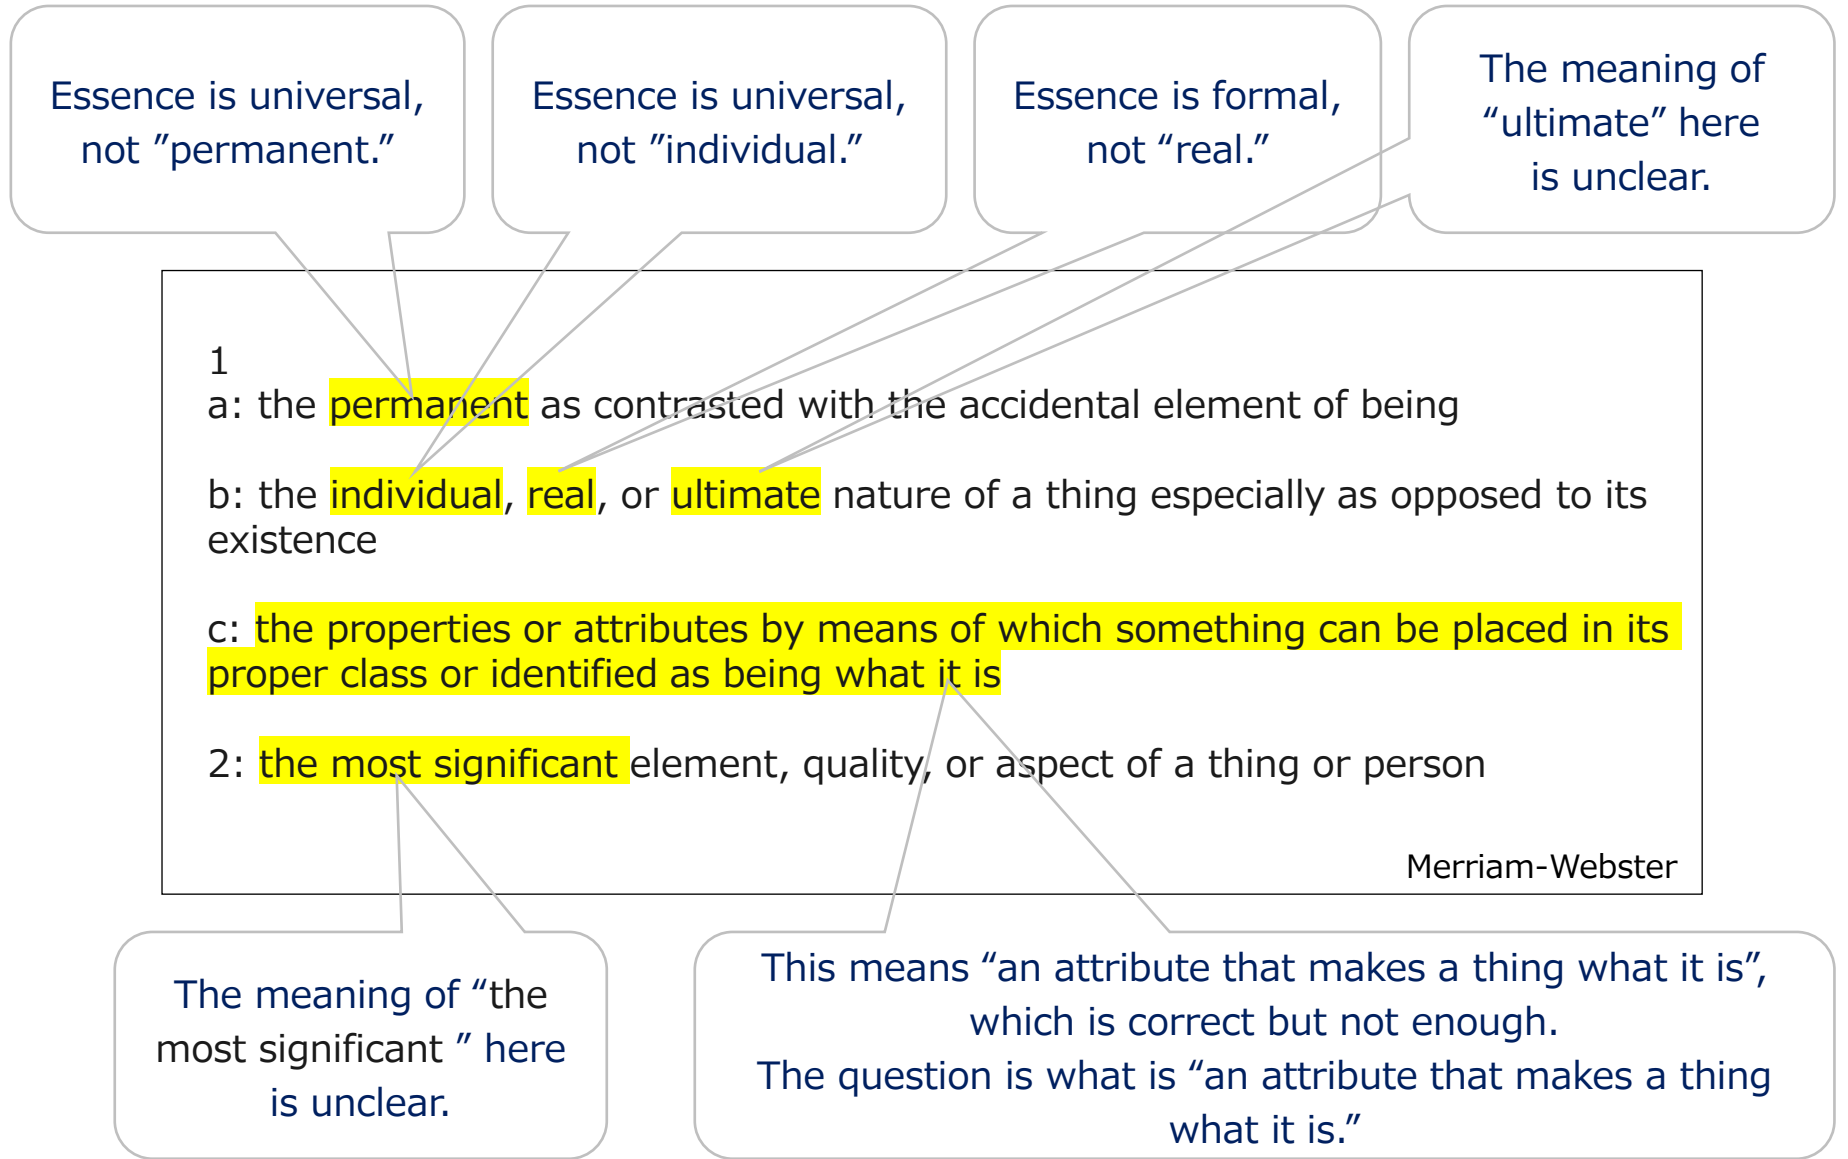 Essence is universal,
not ”permanent.”
Essence is universal,
not ”individual.”
Essence is formal,
not “real.”
The meaning of
“ultimate” here
is unclear.
1
a: the permanent as contrasted with the accidental element of being
b: the individual, real, or ultimate nature of a thing especially as opposed to its
existence
c: the properties or attributes by means of which something can be placed in its
proper class or identified as being what it is
2: the most significant element, quality, or aspect of a thing or person
Merriam-Webster
The meaning of “the
most significant ” here
is unclear.
This means “an attribute that makes a thing what it is”,
which is correct but not enough.
The question is what is “an attribute that makes a thing
what it is.”